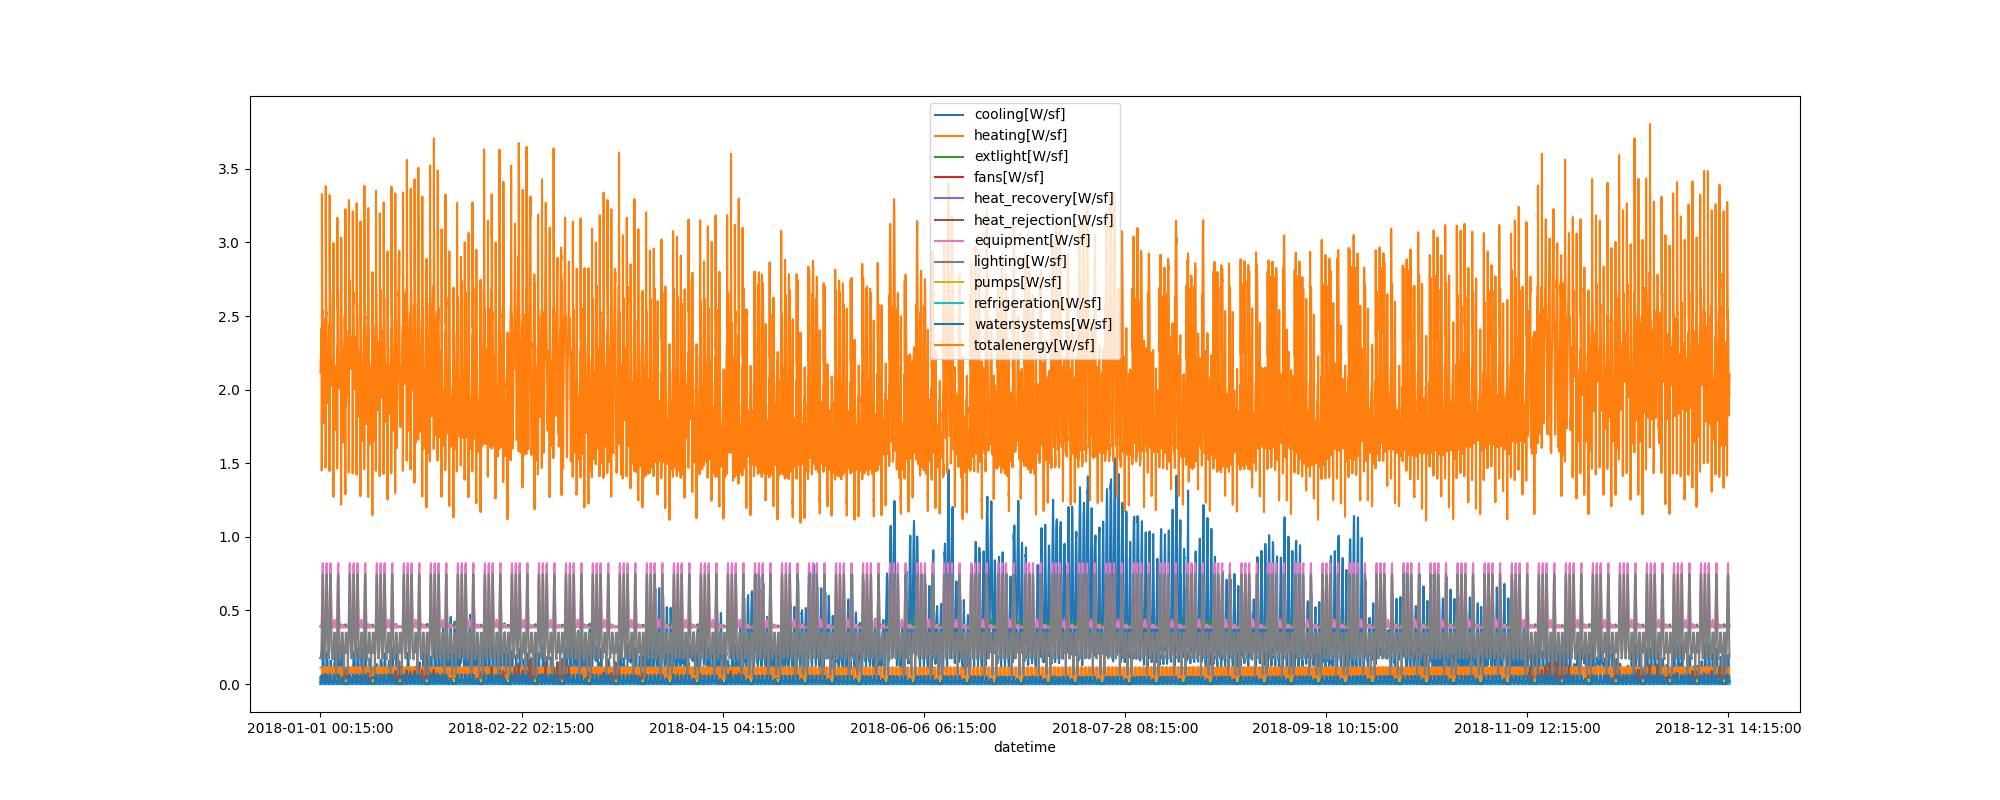 cooling[W/sf]
heating[W/sf]
extlight[W/sf]
fans[W/sf]
heat_recovery[W/sf]
heat_rejection[W/sf]
equipment[W/sf]
lighting[W/sf]
pumps[W/sf]
refrigeration[W/sf]
watersystems[W/sf]
totalenergy[W/sf]
3.5
3.0
2.5
2.0
1.5
1.0
0.5
0.0
2018-01-01 00:15:00 2018-02-22 02:15:00 2018-04-15 04:15:00 2018-06-06 06:15:00 2018-07-28 08:15:00 2018-09-18 10:15:00 2018-11-09 12:15:00 2018-12-31 14:15:00
datetime